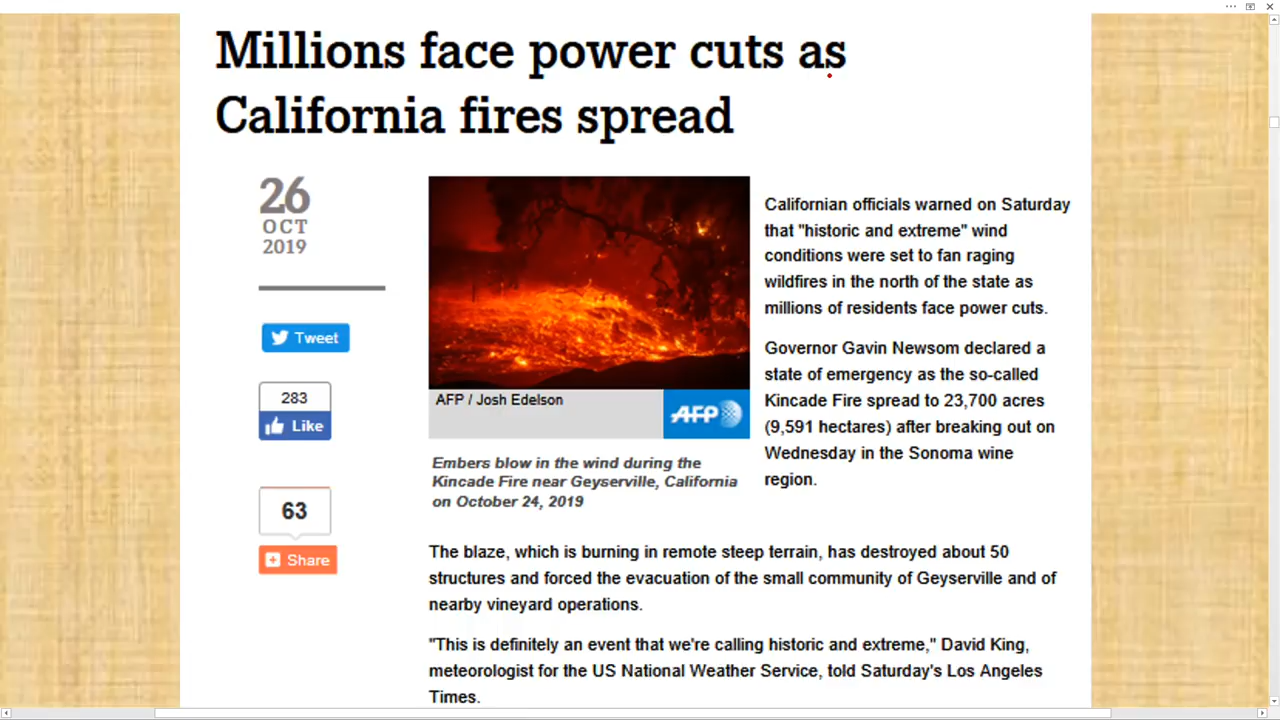 Millions face power cuts as
California fires spread
26
OCT
2019
Tweet
283
Like
63
Share
AFP / Josh Edelson
AFP
Embers blow in the wind during the
Kincade Fire near Geyserville, California
on October 24, 2019
Californian officials warned on Saturday
that "historic and extreme" wind
conditions were set to fan raging
wildfires in the north of the state as
millions of residents face power cuts.
Governor Gavin Newsom declared a
state of emergency as the so-called
Kincade Fire spread to 23,700 acres
(9,591 hectares) after breaking out on
Wednesday in the Sonoma wine
region.
The blaze, which is burning in remote steep terrain, has destroyed about 50
structures and forced the evacuation of the small community of Geyserville and of
nearby vineyard operations.
"This is definitely an event that we're calling historic and extreme," David King,
meteorologist for the US National Weather Service, told Saturday's Los Angeles
Times.